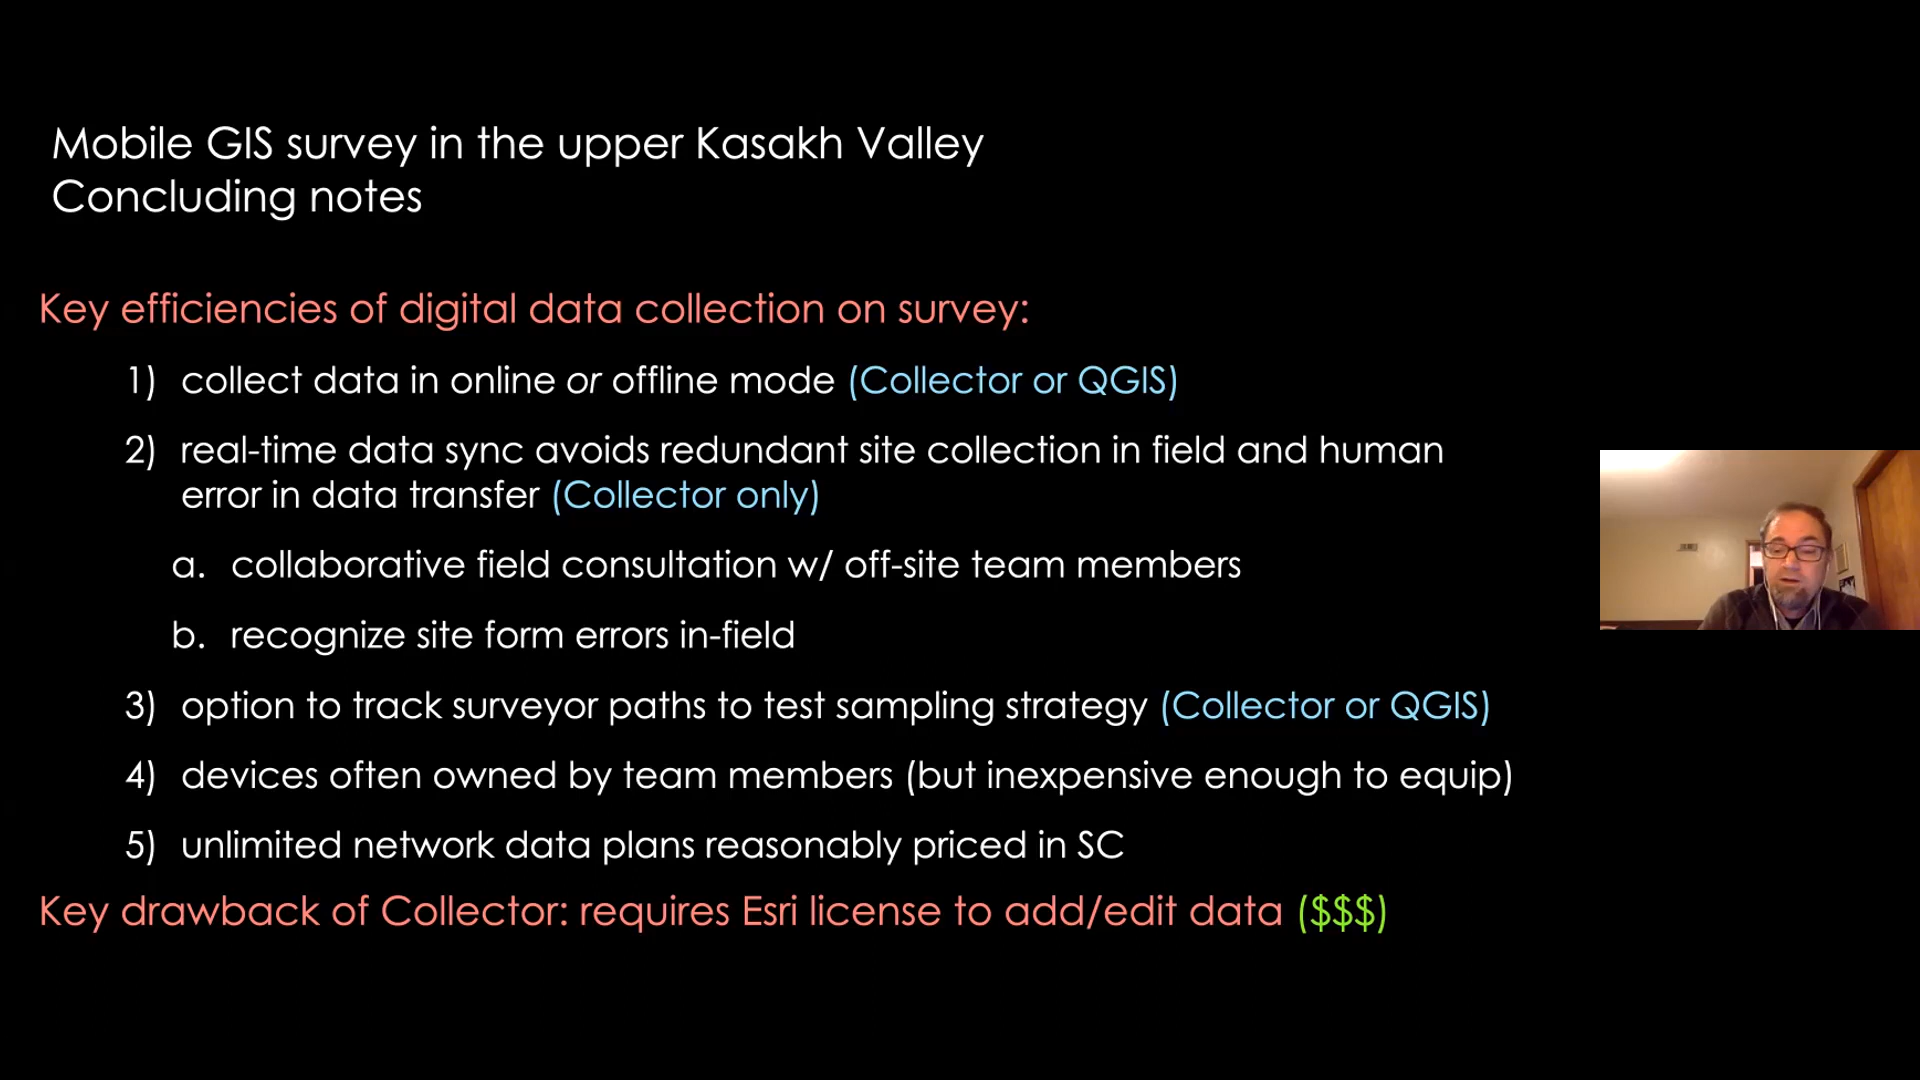 Mobile GIS survey in the upper Kasakh Valley
Concluding notes
Key efficiencies of digital data collection on survey:
1) collect data in online or offline mode (Collector or QGIS)
2) real-time data sync avoids redundant site collection in field and human
error in data transfer (Collector only)
a. collaborative field consultation w/ off-site team members
b. recognize site form errors in-field
3) option to track surveyor paths to test sampling strategy (Collector or QGIS)
4) devices often owned by team members (but inexpensive enough to equip)
5) unlimited network data plans reasonably priced in SC
Key drawback of Collector: requires Esri license to add/edit data ($$$)